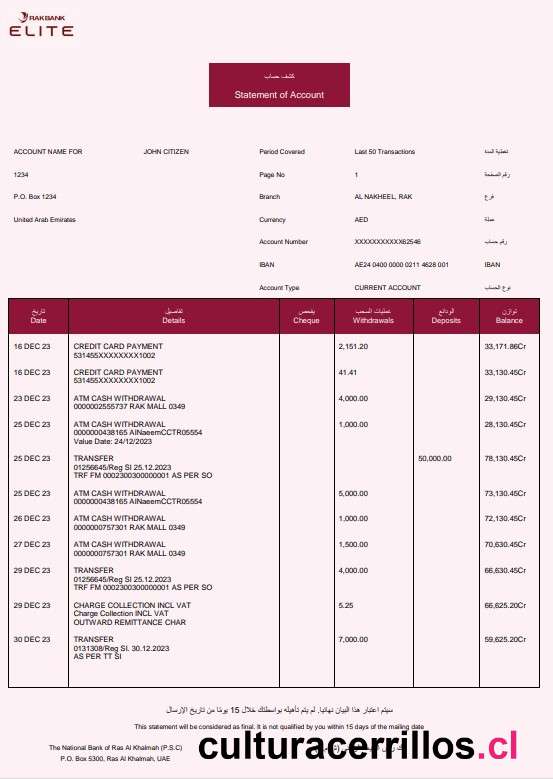 RAKBANK
ELITE
كشف حساب
Statement of Account
ACCOUNT NAME FOR JOHN CITIZEN Period Covered Last 50 Transactions
1234 Page No 1 رقم الصفحة
P.O. Box 1234 Branch AL NAKHEEL, RAK فرع
United Arab Emirates Currency AED عملة
Account Number XXXXXXXXXXX62546 رقم حساب
IBAN AE24 0400 0000 0211 4628 001 IBAN
Account Type CURRENT ACCOUNT نوع الحساب
تاريخ تفاصيل يفحص عمليات السحب الودائع توازن
Date Details Cheque Withdrawals Deposits Balance
16 DEC 23 CREDIT CARD PAYMENT 2,151.20 33,171.86Cr
531455XXXXXXXX1002
16 DEC 23 CREDIT CARD PAYMENT 41.41 33,130.45Cr
531455XXXXXXXX1002
23 DEC 23 ATM CASH WITHDRAWAL 4,000.00 29,130.45Cr
0000002555737 RAK MALL 0349
25 DEC 23 ATM CASH WITHDRAWAL 1,000.00 28,130.45Cr
0000000438165 AlNaeemCCTR05554
Value Date: 24/12/2023
25 DEC 23 TRANSFER 50,000.00 78,130.45Cr
01256645/Reg SI 25.12.2023
TRF FM 0002300300000001 AS PER SO
25 DEC 23 ATM CASH WITHDRAWAL 5,000.00 73,130.45Cr
0000000438165 AlNaeemCCTR05554
26 DEC 23 ATM CASH WITHDRAWAL 1,000.00 72,130.45Cr
0000000757301 RAK MALL 0349
27 DEC 23 ATM CASH WITHDRAWAL 1,500.00 70,630.45Cr
0000000757301 RAK MALL 0349
29 DEC 23 TRANSFER 4,000.00 66,630.45Cr
01256645/Reg SI 25.12.2023
TRF FM 0002300300000001 AS PER SO
29 DEC 23 CHARGE COLLECTION INCL VAT 5.25 66,625.20Cr
Charge Collection INCL VAT
OUTWARD REMITTANCE CHAR
30 DEC 23 TRANSFER 7,000.00 59,625.20Cr
0131308/Reg SI. 30.12.2023
AS PER TT SI
سيتم اعتبار هذا البيان نهائيا. لم يتم تأهيله بواسطتك خلال 15 يومًا من تاريخ الإرسال
This statement will be considered as final. It is not qualified by you within 15 days of the mailing date
The National Bank of Ras Al Khaimah (P.S.C)
P.O. Box 5300, Ras Al Khaimah, UAE
culturacerrillos.cl